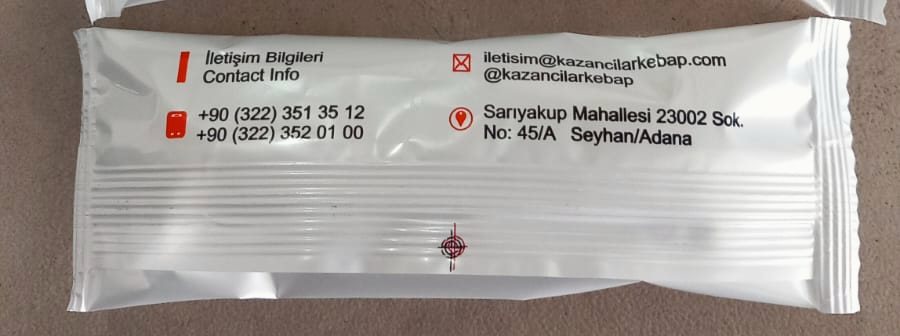 İletişim Bilgileri
Contact Info
+90 (322) 351 35 12
+90 (322) 352 01 00
iletisim@kazancilarkebap.com
@kazancilarkebap
Sarıyakup Mahallesi 23002 Sok.
No: 45/A Seyhan/Adana